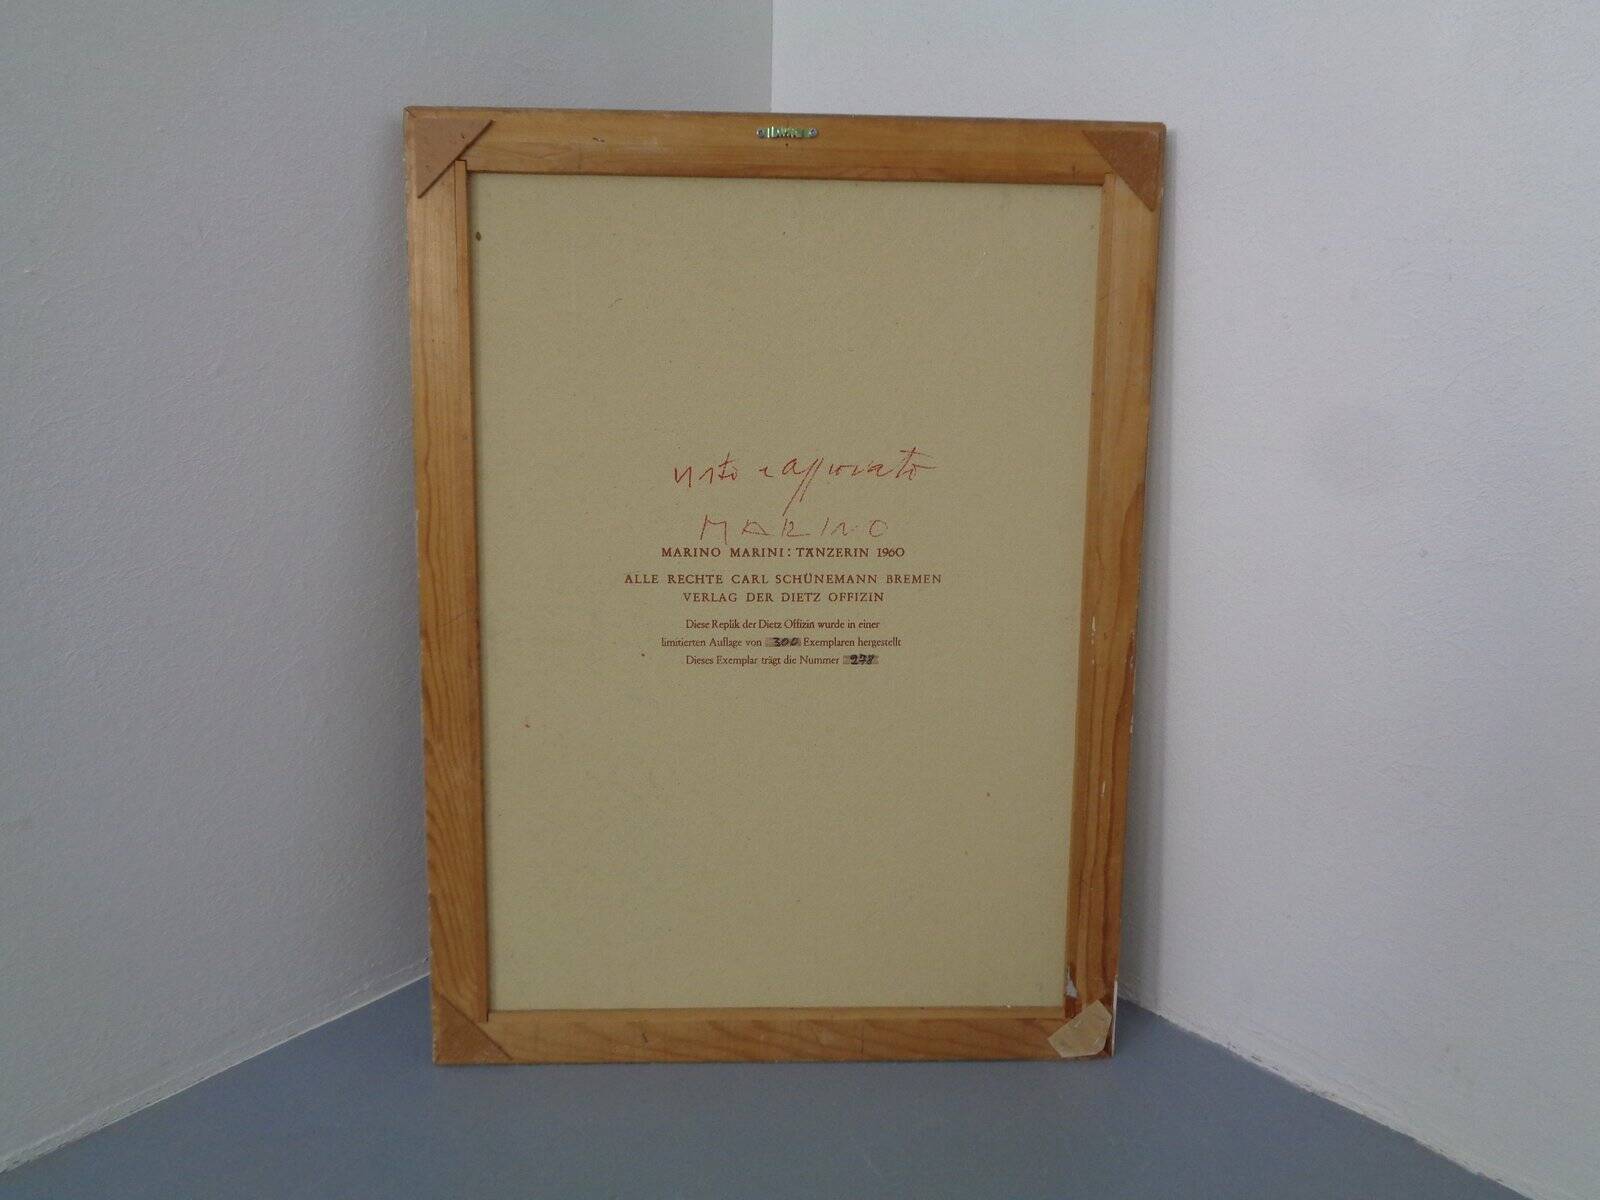 visto e approvato
MARINO
MARINO MARINI: TÄNZERIN 1960
ALLE RECHTE CARL SCHÜNEMANN BREMEN
VERLAG DER DIETZ OFFIZIN
Diese Replik der Dietz Offizin wurde in einer
limitierten Auflage von 300 Exemplaren hergestellt
Dieses Exemplar trägt die Nummer 278